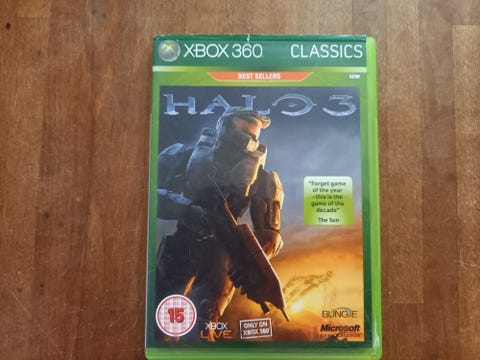 XBOX 360 CLASSICS
BEST SELLERS
HALO 3
"Forget game
of the year
- this is the
game of the
decade"
The Sun
15
XBOX
LIVE
ONLY ON
XBOX 360
BUNGIE
Microsoft